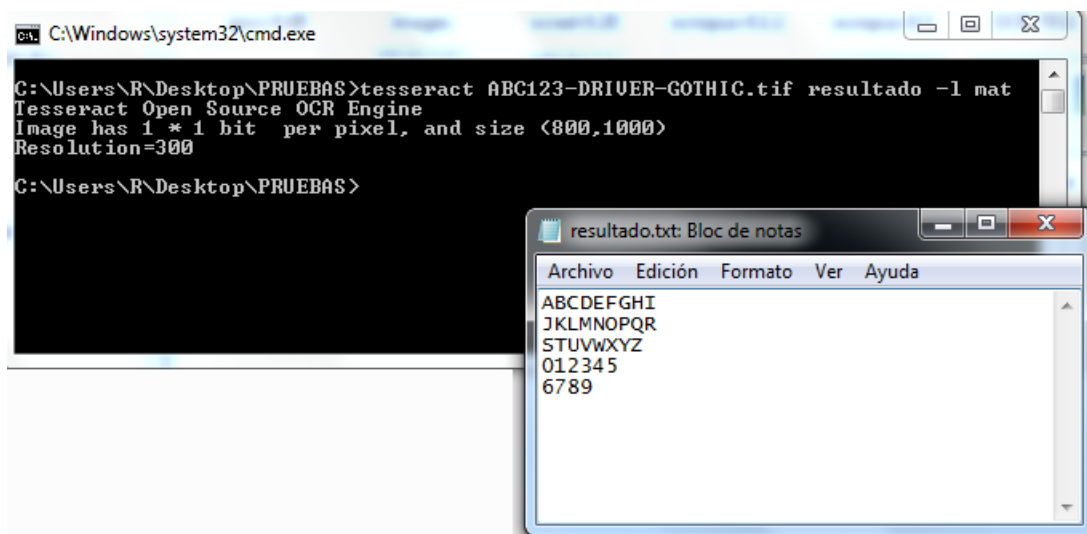 C:\Windows\system32\cmd.exe
C:\Users\R\Desktop\PRUEBAS>tesseract ABC123-DRIVER-GOTHIC.tif resultado -l mat
Tesseract Open Source OCR Engine
Image has 1 * 1 bit  per pixel, and size (800,1000)
Resolution=300
C:\Users\R\Desktop\PRUEBAS>
resultado.txt: Bloc de notas
Archivo Edición Formato Ver Ayuda
ABCDEFGHI
JKLMNOPQR
STUVWXYZ
012345
6789